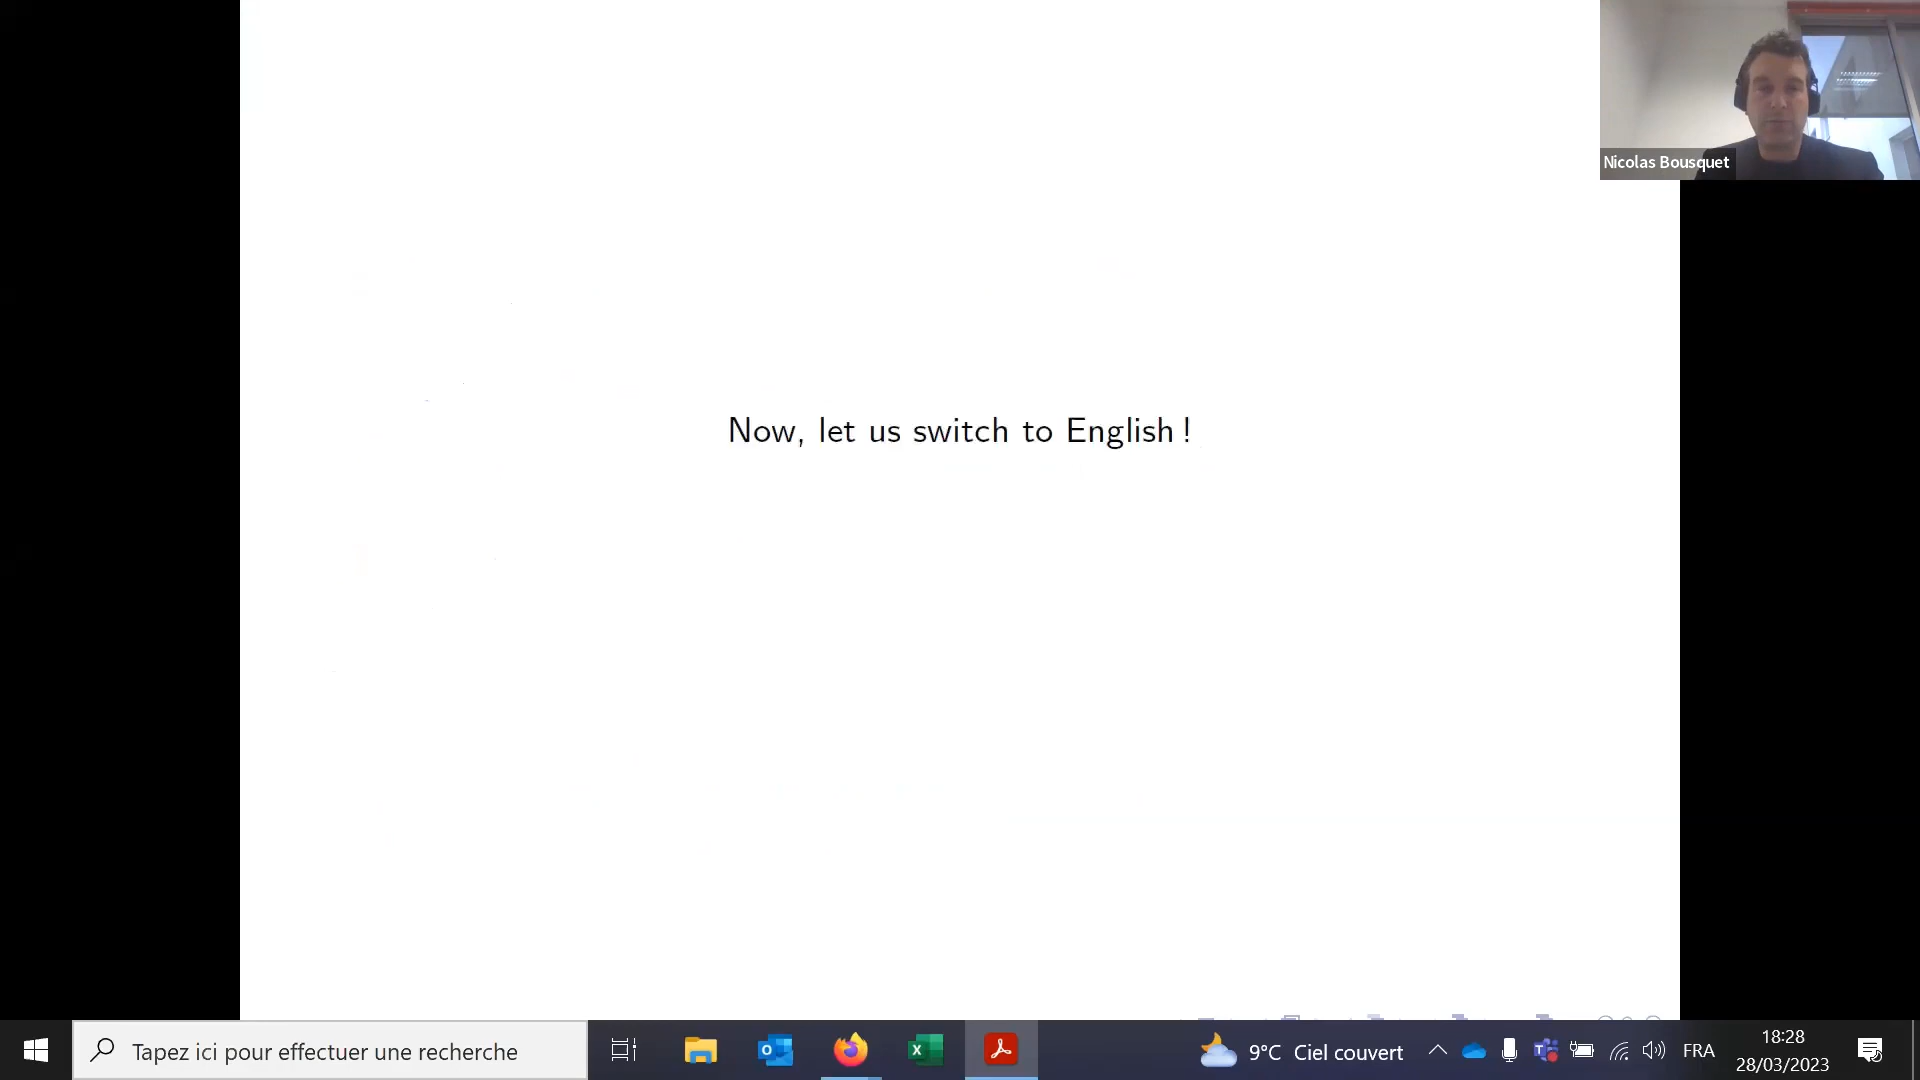 Nicolas Bousquet
Now, let us switch to English !
Tapez ici pour effectuer une recherche
9°C Ciel couvert
FRA
18:28
28/03/2023